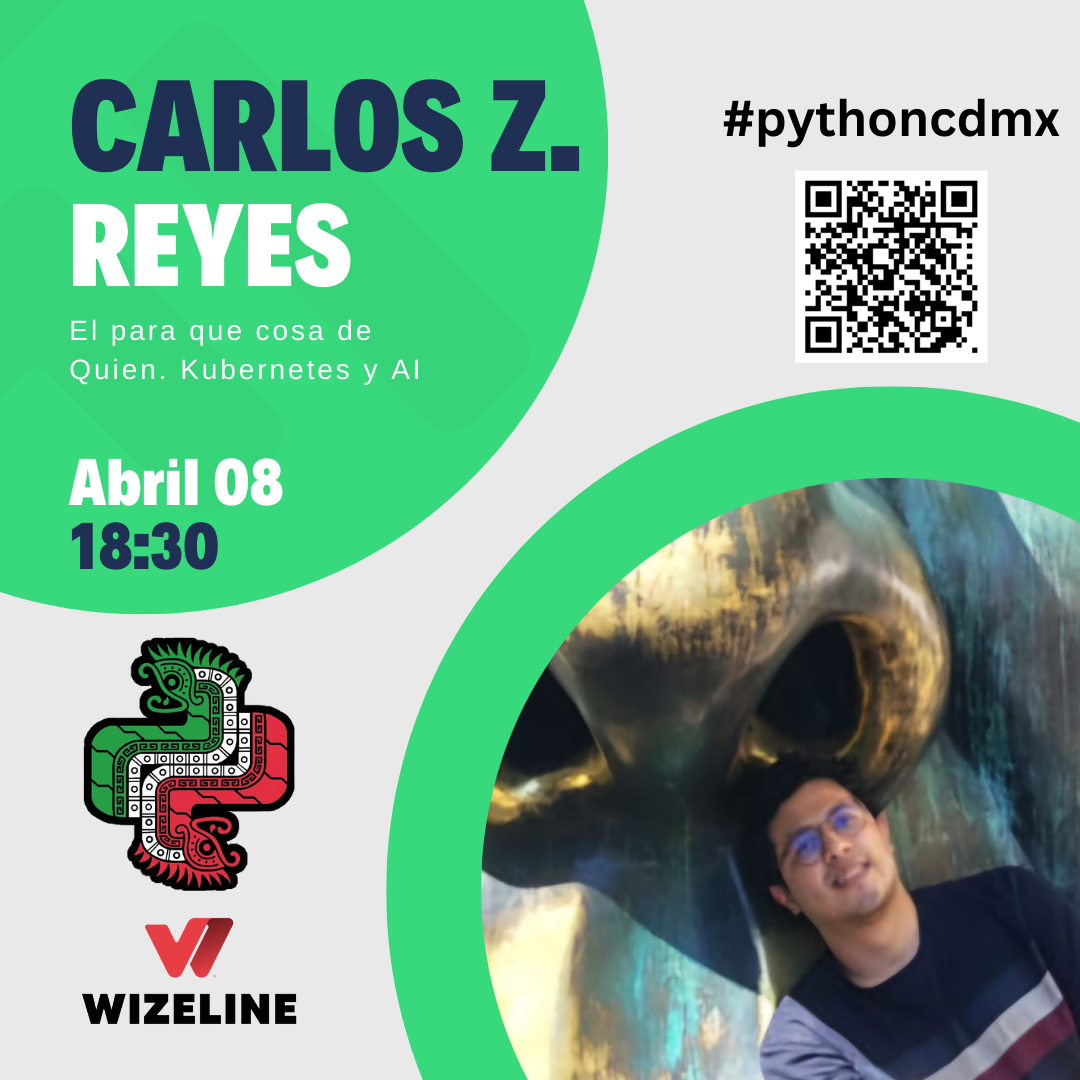 CARLOS Z.
REYES
El para que cosa de
Quien. Kubernetes y AI
Abril 08
18:30
#pythoncdmx
WIZELINE